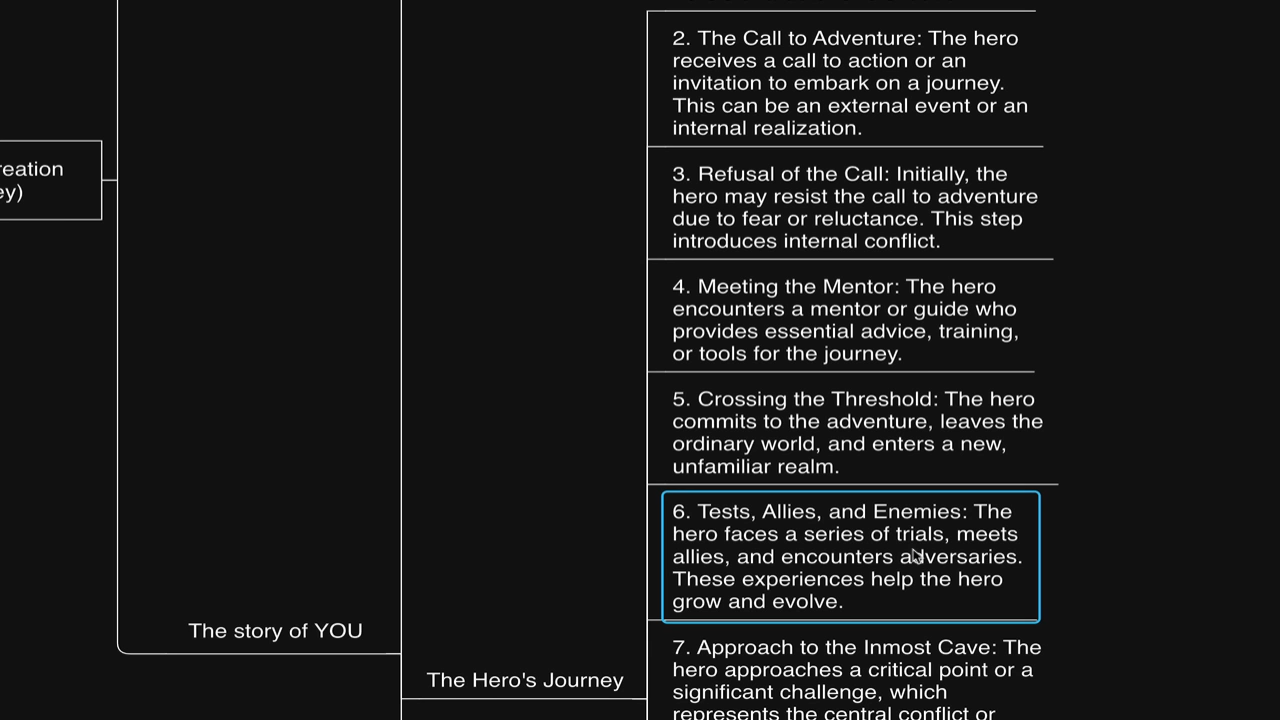 reation
ey)
The story of YOU
The Hero's Journey
2. The Call to Adventure: The hero
receives a call to action or an
invitation to embark on a journey.
This can be an external event or an
internal realization.
3. Refusal of the Call: Initially, the
hero may resist the call to adventure
due to fear or reluctance. This step
introduces internal conflict.
4. Meeting the Mentor: The hero
encounters a mentor or guide who
provides essential advice, training,
or tools for the journey.
5. Crossing the Threshold: The hero
commits to the adventure, leaves the
ordinary world, and enters a new,
unfamiliar realm.
6. Tests, Allies, and Enemies: The
hero faces a series of trials, meets
allies, and encounters adversaries.
These experiences help the hero
grow and evolve.
7. Approach to the Inmost Cave: The
hero approaches a critical point or a
significant challenge, which
represents the central conflict or